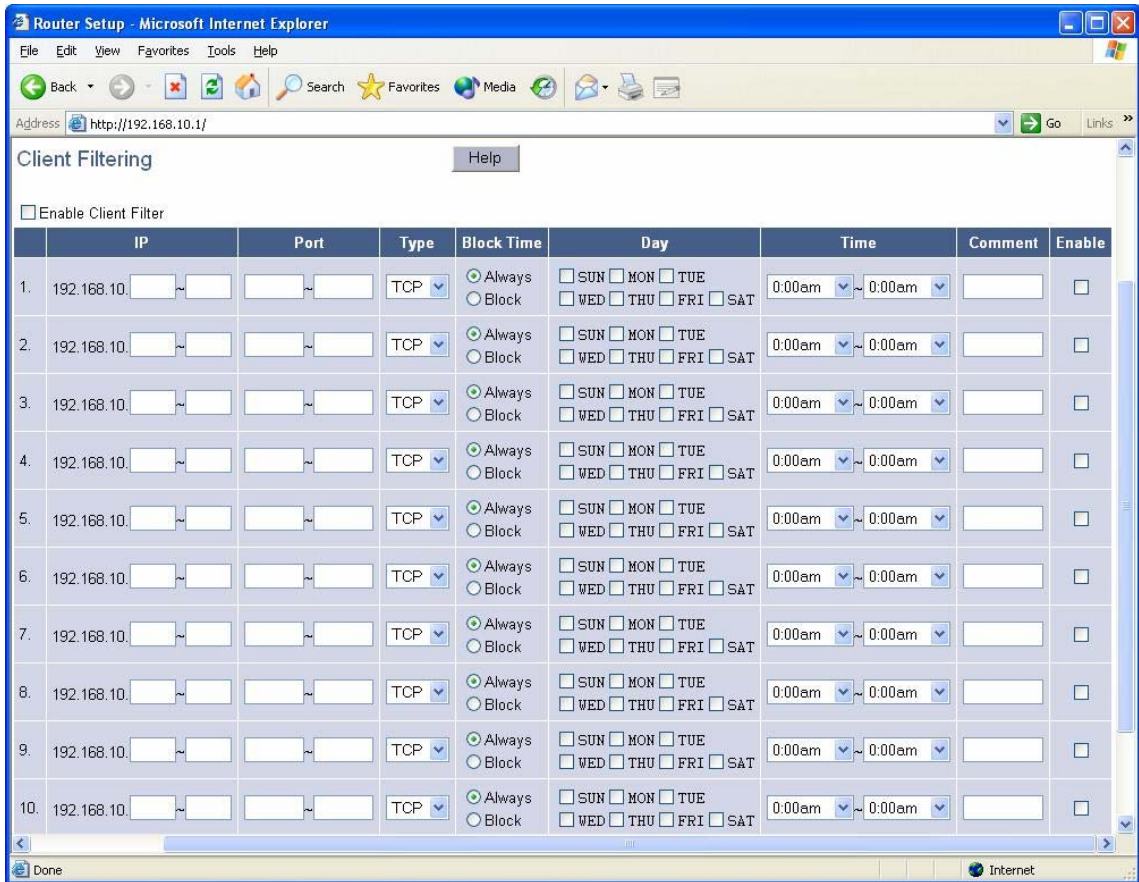 Router Setup - Microsoft Internet Explorer
File Edit View Favorites Tools Help
Back Search Favorites Media
Address http://192.168.10.1/ Go Links »
Client Filtering Help
Enable Client Filter
IP Port Type Block Time Day Time Comment Enable
1. 192.168.10. ~ ~ TCP Always SUN MON TUE 0:00am ~ 0:00am
Block WED THU FRI SAT
2. 192.168.10. ~ ~ TCP Always SUN MON TUE 0:00am ~ 0:00am
Block WED THU FRI SAT
3. 192.168.10. ~ ~ TCP Always SUN MON TUE 0:00am ~ 0:00am
Block WED THU FRI SAT
4. 192.168.10. ~ ~ TCP Always SUN MON TUE 0:00am ~ 0:00am
Block WED THU FRI SAT
5. 192.168.10. ~ ~ TCP Always SUN MON TUE 0:00am ~ 0:00am
Block WED THU FRI SAT
6. 192.168.10. ~ ~ TCP Always SUN MON TUE 0:00am ~ 0:00am
Block WED THU FRI SAT
7. 192.168.10. ~ ~ TCP Always SUN MON TUE 0:00am ~ 0:00am
Block WED THU FRI SAT
8. 192.168.10. ~ ~ TCP Always SUN MON TUE 0:00am ~ 0:00am
Block WED THU FRI SAT
9. 192.168.10. ~ ~ TCP Always SUN MON TUE 0:00am ~ 0:00am
Block WED THU FRI SAT
10. 192.168.10. ~ ~ TCP Always SUN MON TUE 0:00am ~ 0:00am
Block WED THU FRI SAT
Done Internet